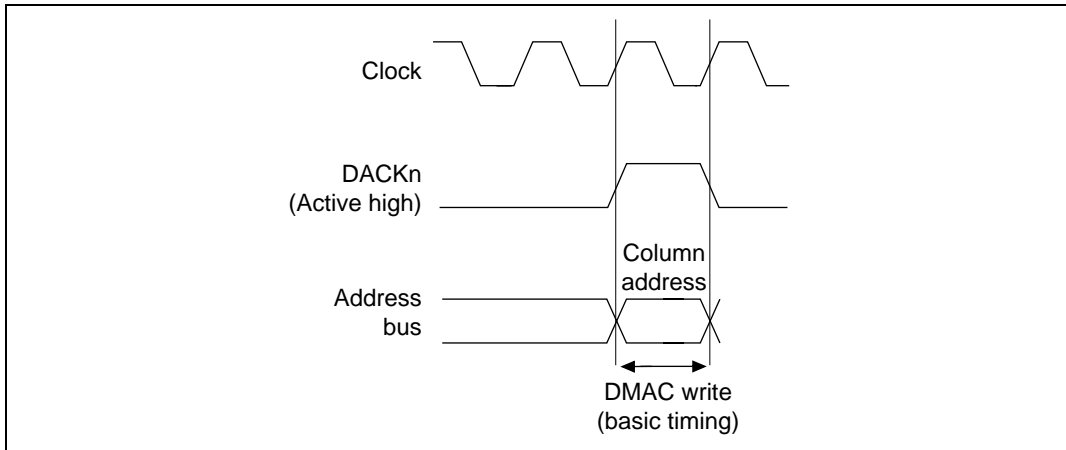 Clock
DACKn
(Active high)
Column
address
Address
bus
DMAC write
(basic timing)